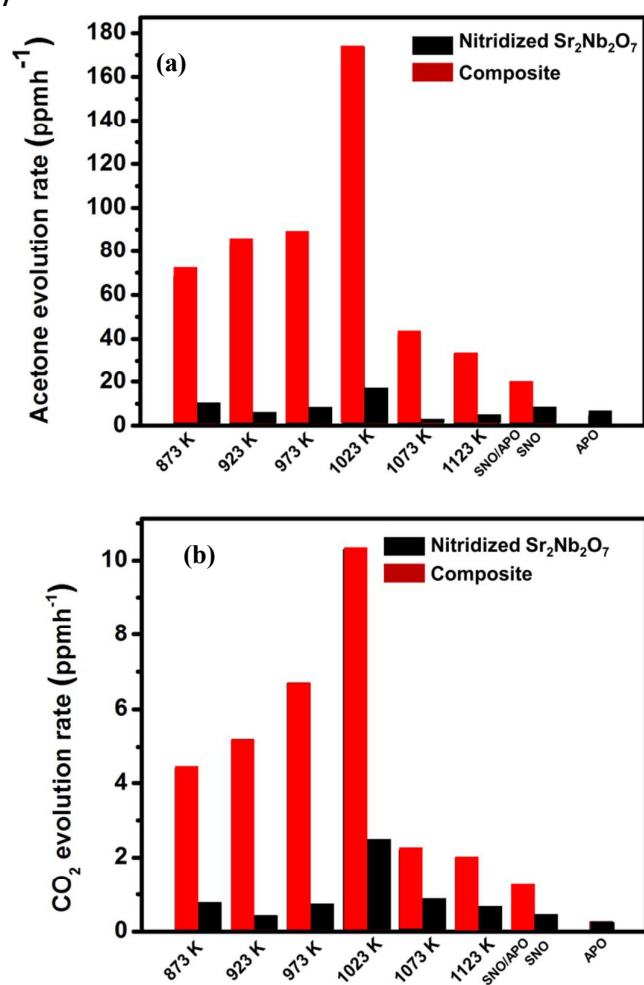 (a)
Nitridized Sr₂Nb₂O₇
Composite
Acetone evolution rate (ppmh⁻¹)
180
160
140
120
100
80
60
40
20
0
873 K
923 K
973 K
1023 K
1073 K
1123 K
SNO/APO
SNO
APO
(b)
Nitridized Sr₂Nb₂O₇
Composite
CO₂ evolution rate (ppmh⁻¹)
10
8
6
4
2
0
873 K
923 K
973 K
1023 K
1073 K
1123 K
SNO/APO
SNO
APO